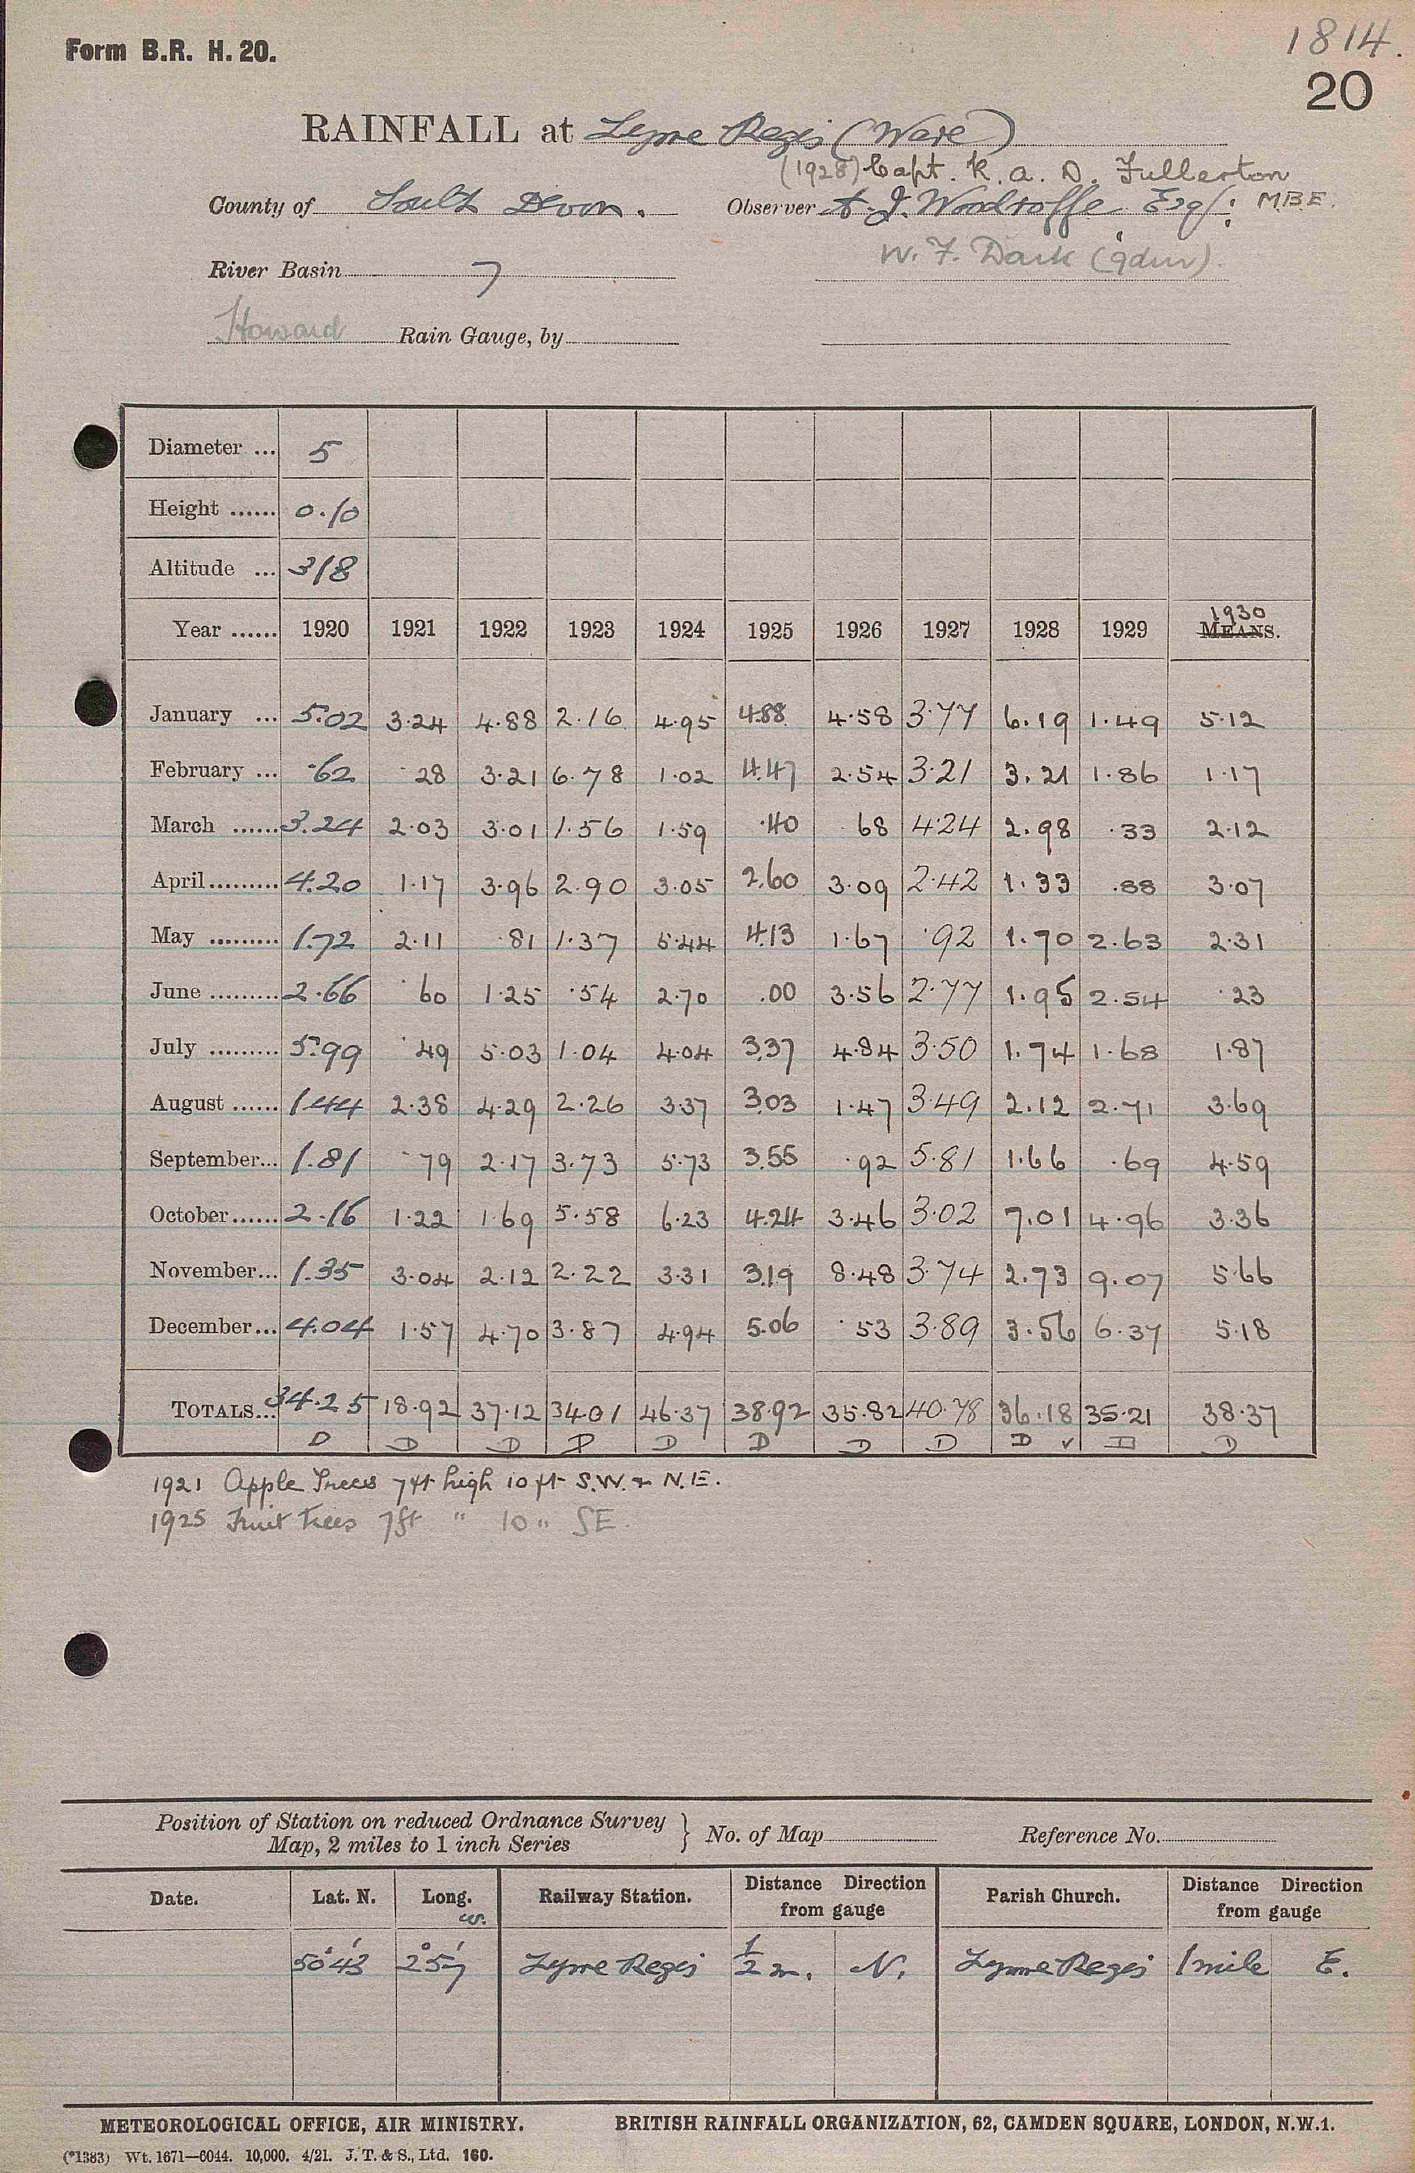 Form B.R. H. 20.
1814.
20
RAINFALL at Lyme Regis (Ware)
(1928) Capt. K. A. D. Fullerton
County of South Devon. Observer A. J. Woodroffe Esq: MBE.
W. F. Dark (gdnr)
River Basin 7
Howard Rain Gauge, by
Diameter ... 5
Height ...... 0.10
Altitude ... 318
1930
Year ...... 1920 1921 1922 1923 1924 1925 1926 1927 1928 1929 MEANS.
January ... 5.02 3.24 4.88 2.16 4.95 4.88 4.58 3.77 6.19 1.49 5.12
February ... .62 .28 3.21 6.78 1.02 4.47 2.54 3.21 3.21 1.86 1.17
March ...... 3.24 2.03 3.01 1.56 1.59 .40 .68 4.24 2.98 .33 2.12
April ......... 4.20 1.17 3.96 2.90 3.05 2.60 3.09 2.42 1.33 .88 3.07
May ......... 1.72 2.11 .81 1.37 5.44 4.13 1.67 .92 1.70 2.63 2.31
June ......... 2.66 .60 1.25 .54 2.70 .00 3.56 2.77 1.95 2.54 .23
July ......... 5.99 .49 5.03 1.04 4.04 3.37 4.84 3.50 1.74 1.68 1.87
August ...... 1.44 2.38 4.29 2.26 3.37 3.03 1.47 3.49 2.12 2.71 3.69
September... 1.81 .79 2.17 3.73 5.73 3.55 .92 5.81 1.66 .69 4.59
October ...... 2.16 1.22 1.69 5.58 6.23 4.24 3.46 3.02 7.01 4.96 3.36
November... 1.35 3.04 2.12 2.22 3.31 3.19 8.48 3.74 2.73 9.07 5.66
December... 4.04 1.57 4.70 3.87 4.94 5.06 .53 3.89 3.56 6.37 5.18
TOTALS... 34.25 18.92 37.12 34.01 46.37 38.92 35.82 40.78 36.18 35.21 38.37
D D D D D D D D D v D D
1921 Apple Trees 7ft high 10 ft S.W. & N.E.
1925 Fruit Trees 7ft " 10 " SE.
Position of Station on reduced Ordnance Survey
Map, 2 miles to 1 inch Series } No. of Map Reference No.
Date. Lat. N. Long. W. Railway Station. Distance Direction from gauge Parish Church. Distance Direction from gauge
50° 43' 2° 57' Lyme Regis 1/2 m. N. Lyme Regis 1 mile E.
METEOROLOGICAL OFFICE, AIR MINISTRY. BRITISH RAINFALL ORGANIZATION, 62, CAMDEN SQUARE, LONDON, N.W.1.
(*1383) Wt. 1671—6044. 10,000. 4/21. J. T. & S., Ltd. 160.